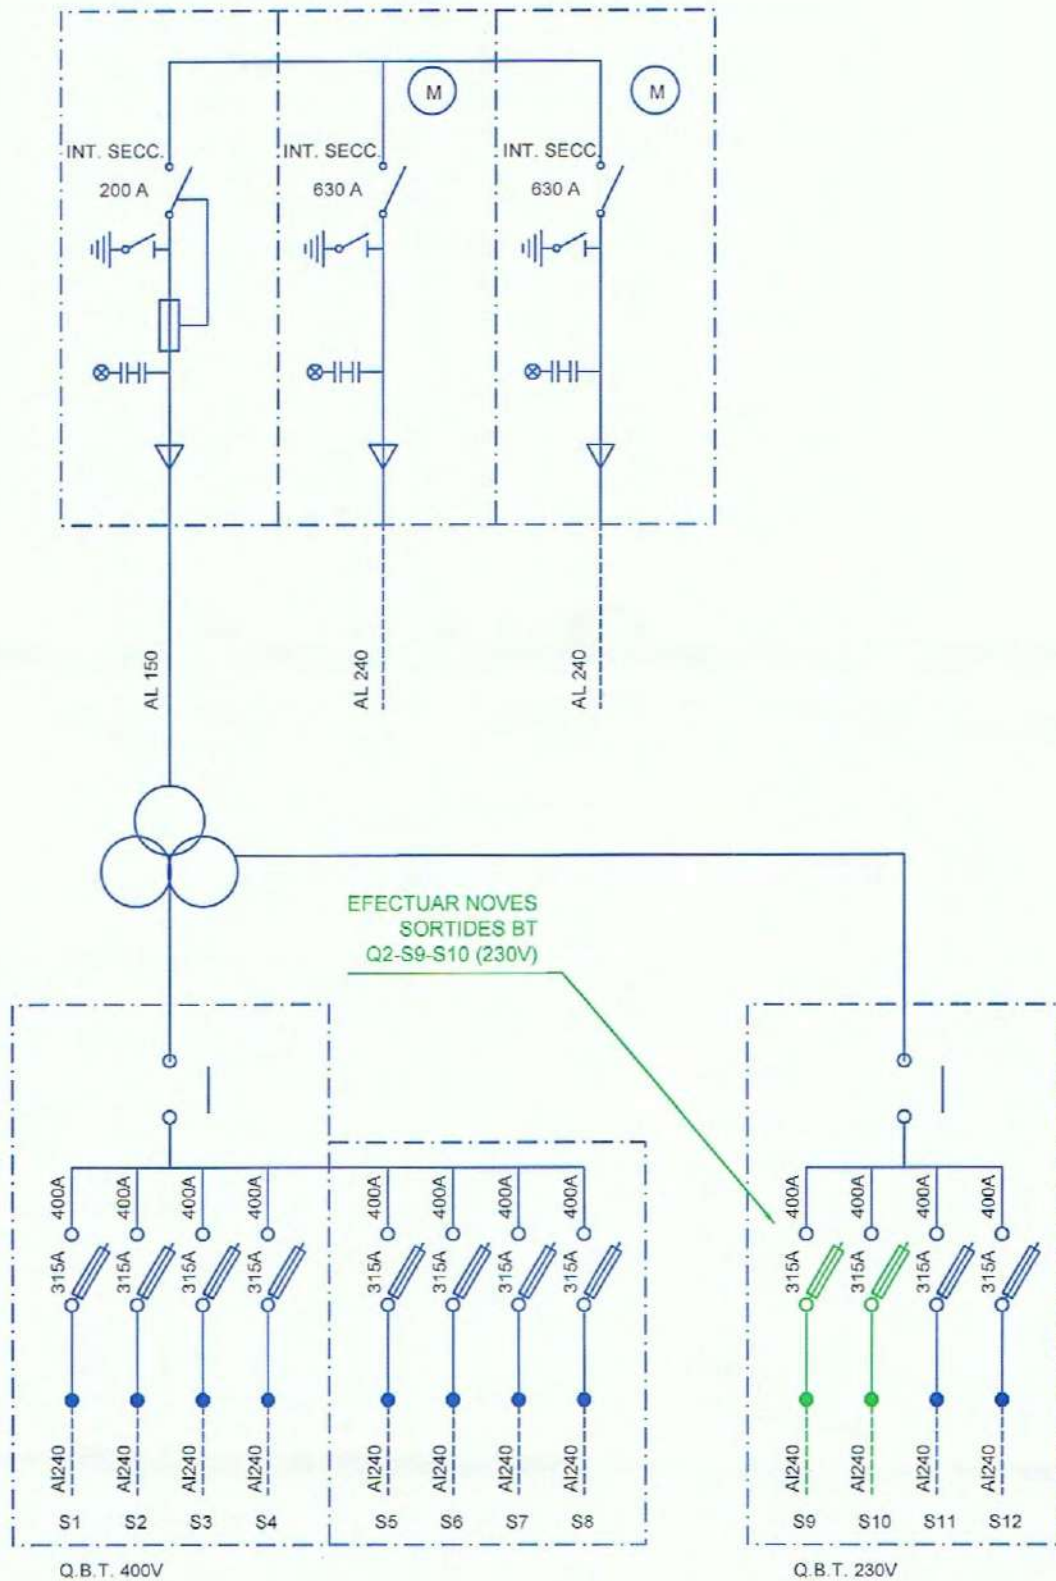 M
M
INT. SECC.
200 A
INT. SECC.
630 A
INT. SECC.
630 A
AL 150
AL 240
AL 240
EFECTUAR NOVES
SORTIDES BT
Q2-S9-S10 (230V)
400A
400A
400A
400A
400A
400A
400A
400A
400A
400A
400A
400A
315A
315A
315A
315A
315A
315A
315A
315A
315A
315A
315A
315A
Al240
Al240
Al240
Al240
Al240
Al240
Al240
Al240
Al240
Al240
Al240
Al240
S1
S2
S3
S4
S5
S6
S7
S8
S9
S10
S11
S12
Q.B.T. 400V
Q.B.T. 230V